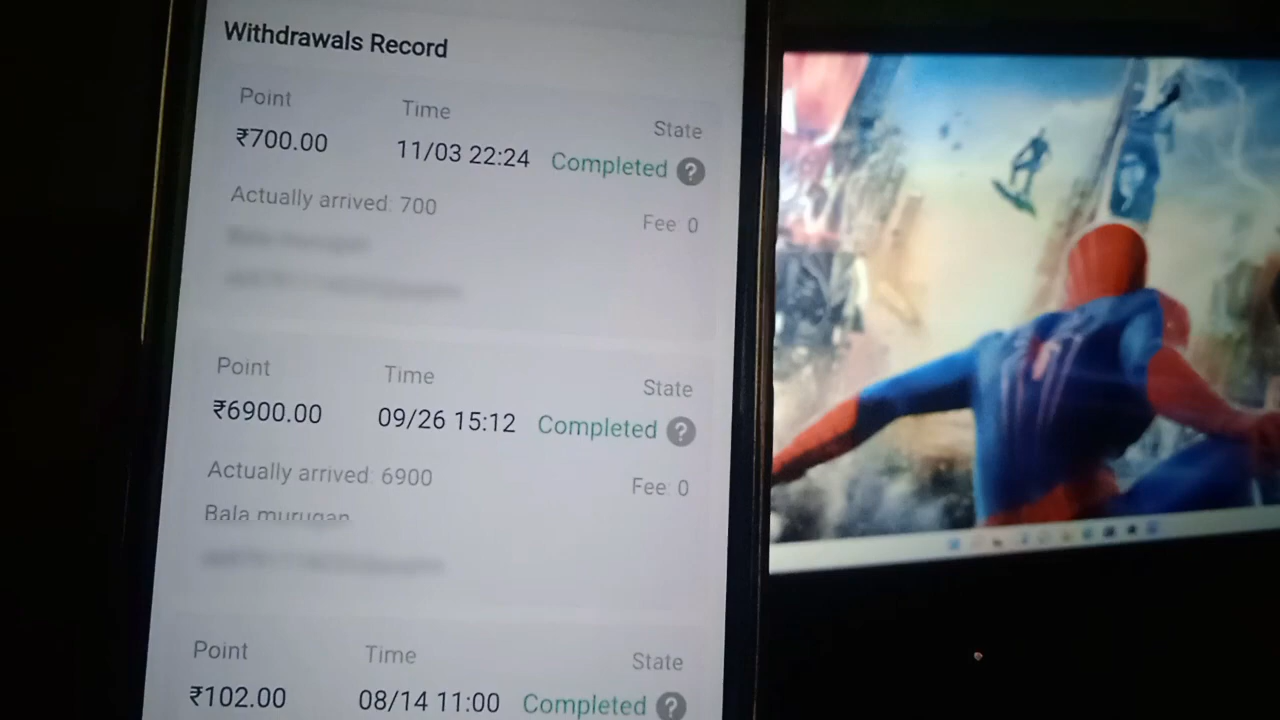 Withdrawals Record
Point Time State
₹700.00 11/03 22:24 Completed ?
Actually arrived: 700 Fee: 0
Point Time State
₹6900.00 09/26 15:12 Completed ?
Actually arrived: 6900 Fee: 0
Bala murugan
Point Time State
₹102.00 08/14 11:00 Completed ?